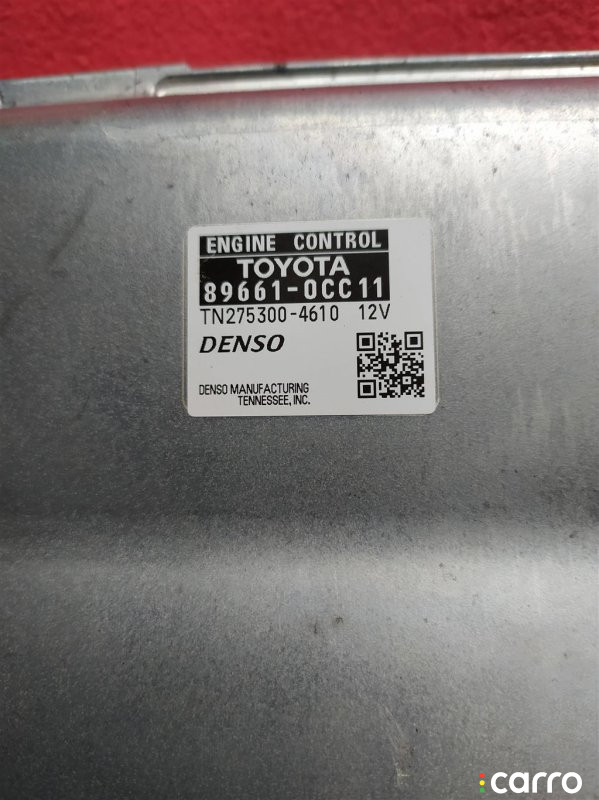 ENGINE CONTROL
TOYOTA
89661-0CC11
TN275300-4610 12V
DENSO
DENSO MANUFACTURING
TENNESSEE, INC.
carro